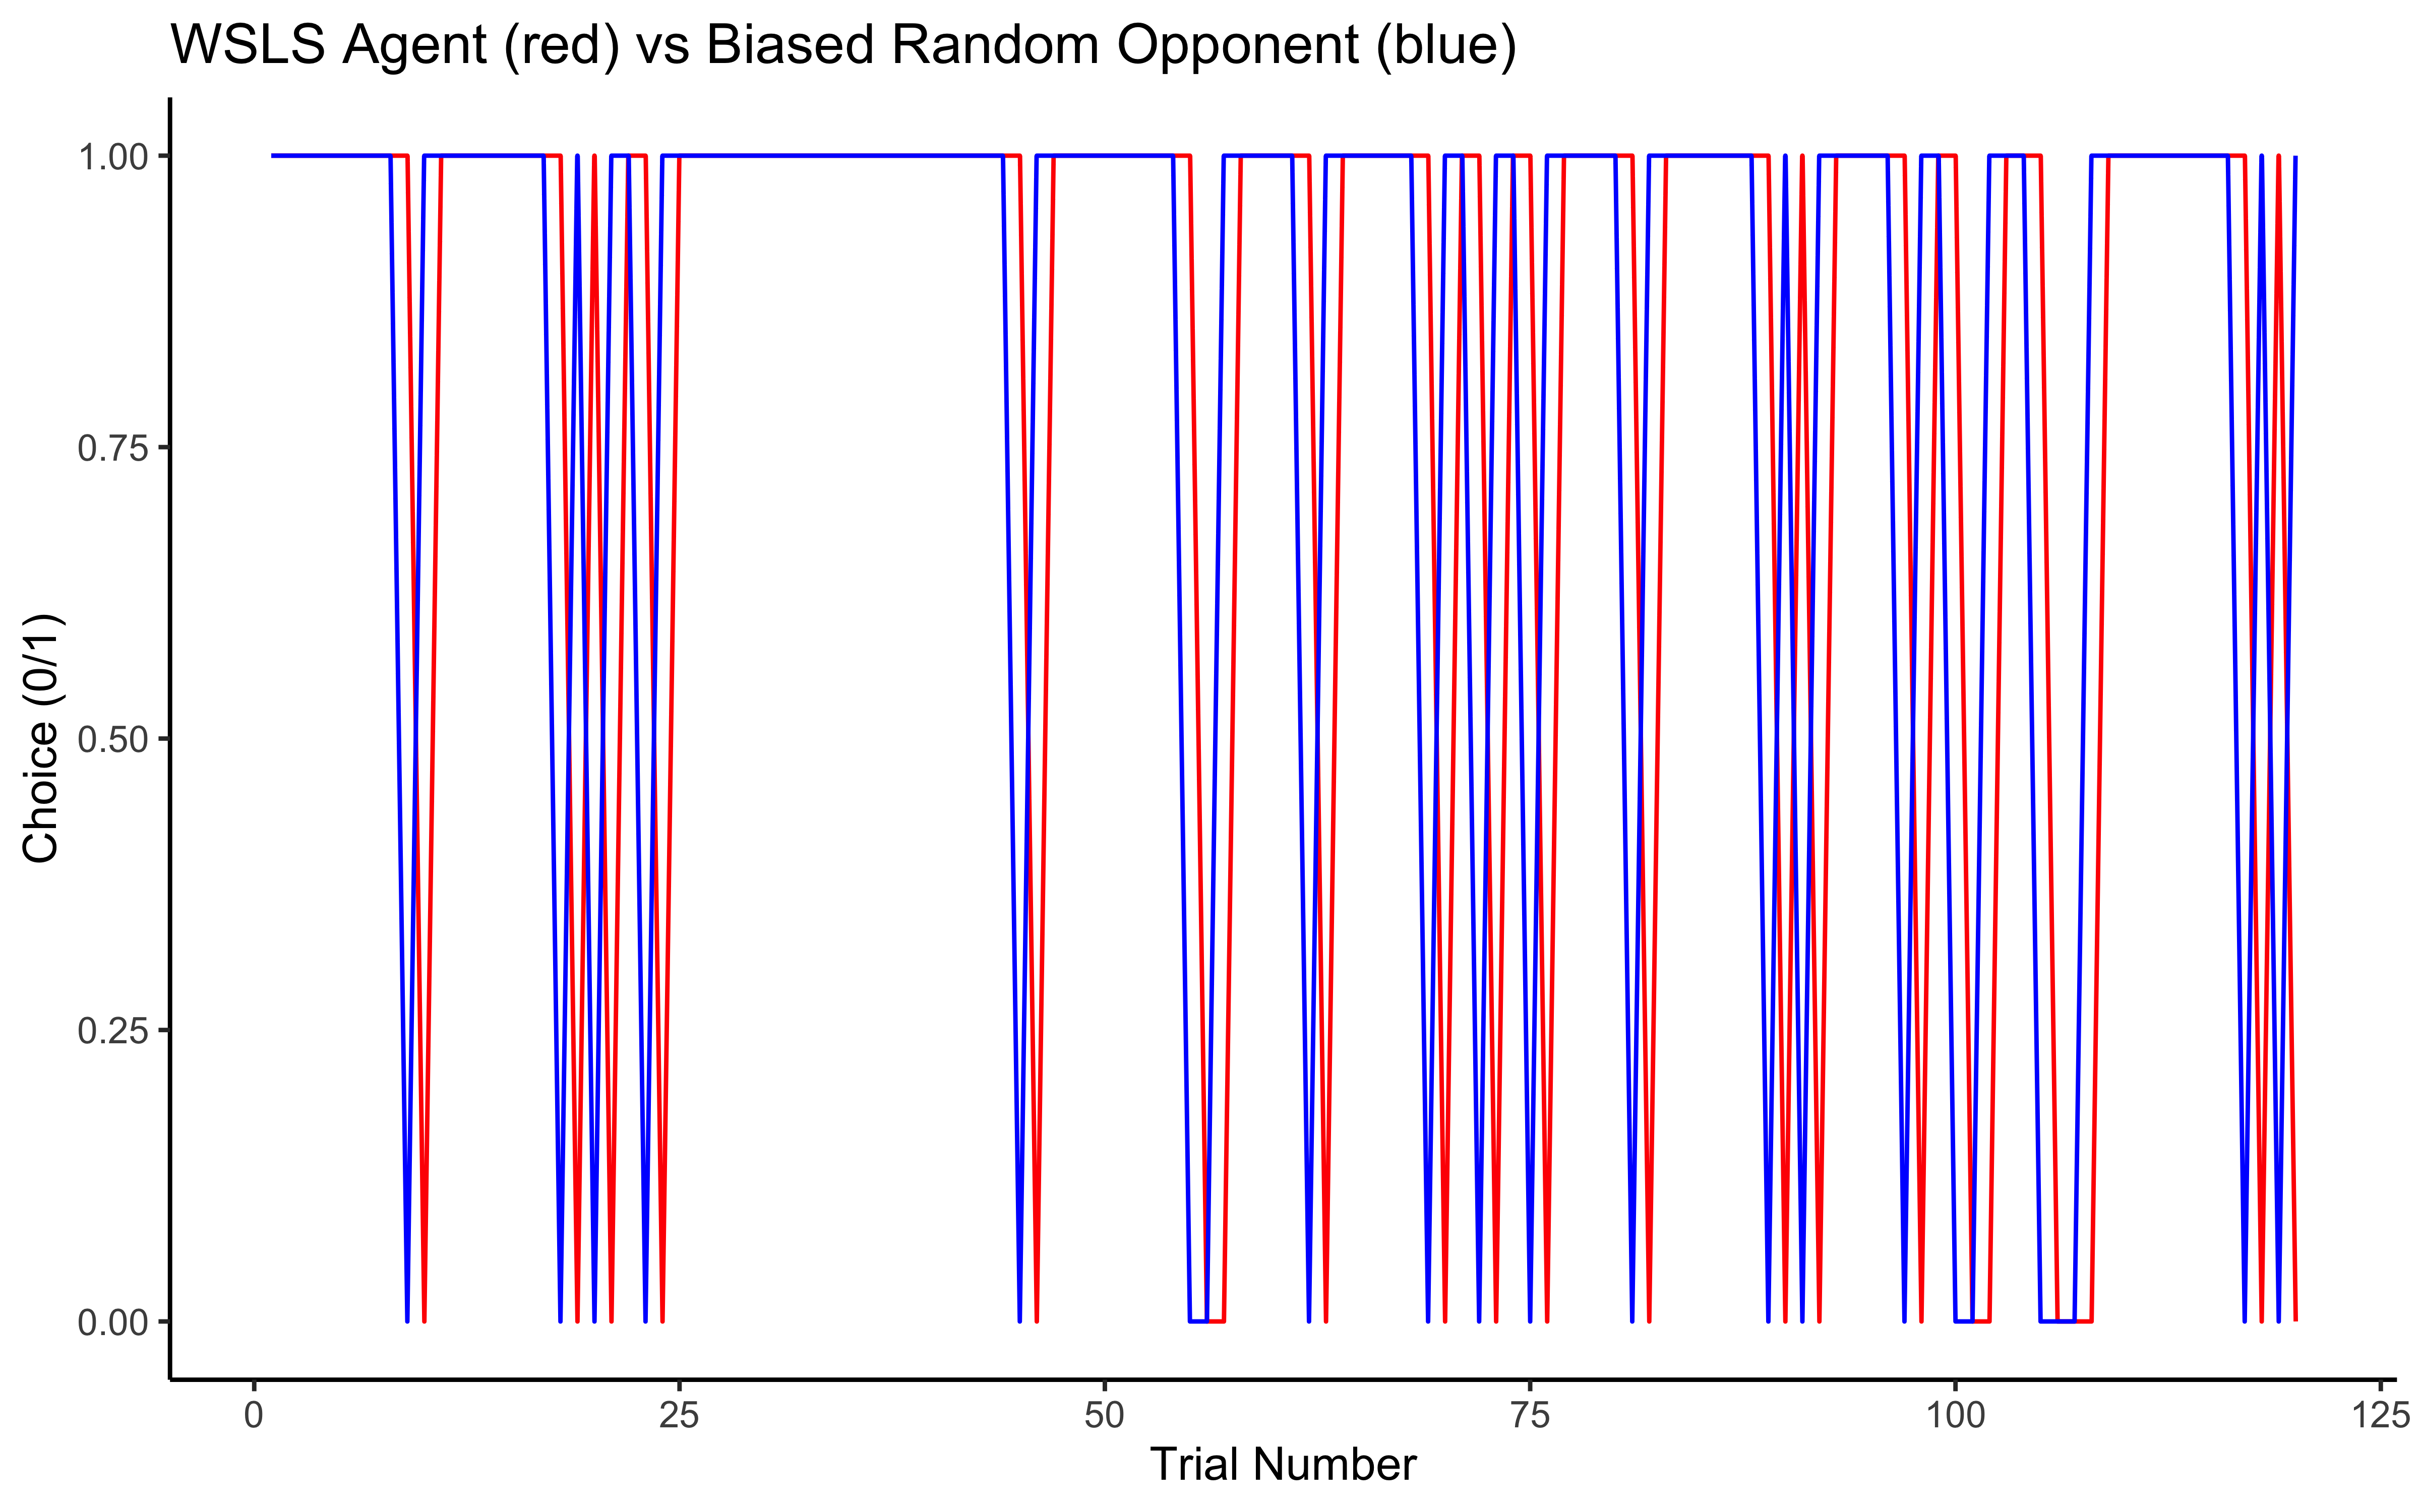 WSLS Agent (red) vs Biased Random Opponent (blue)
Choice (0/1)
1.00
0.75
0.50
0.25
0.00
0 25 50 75 100 125
Trial Number